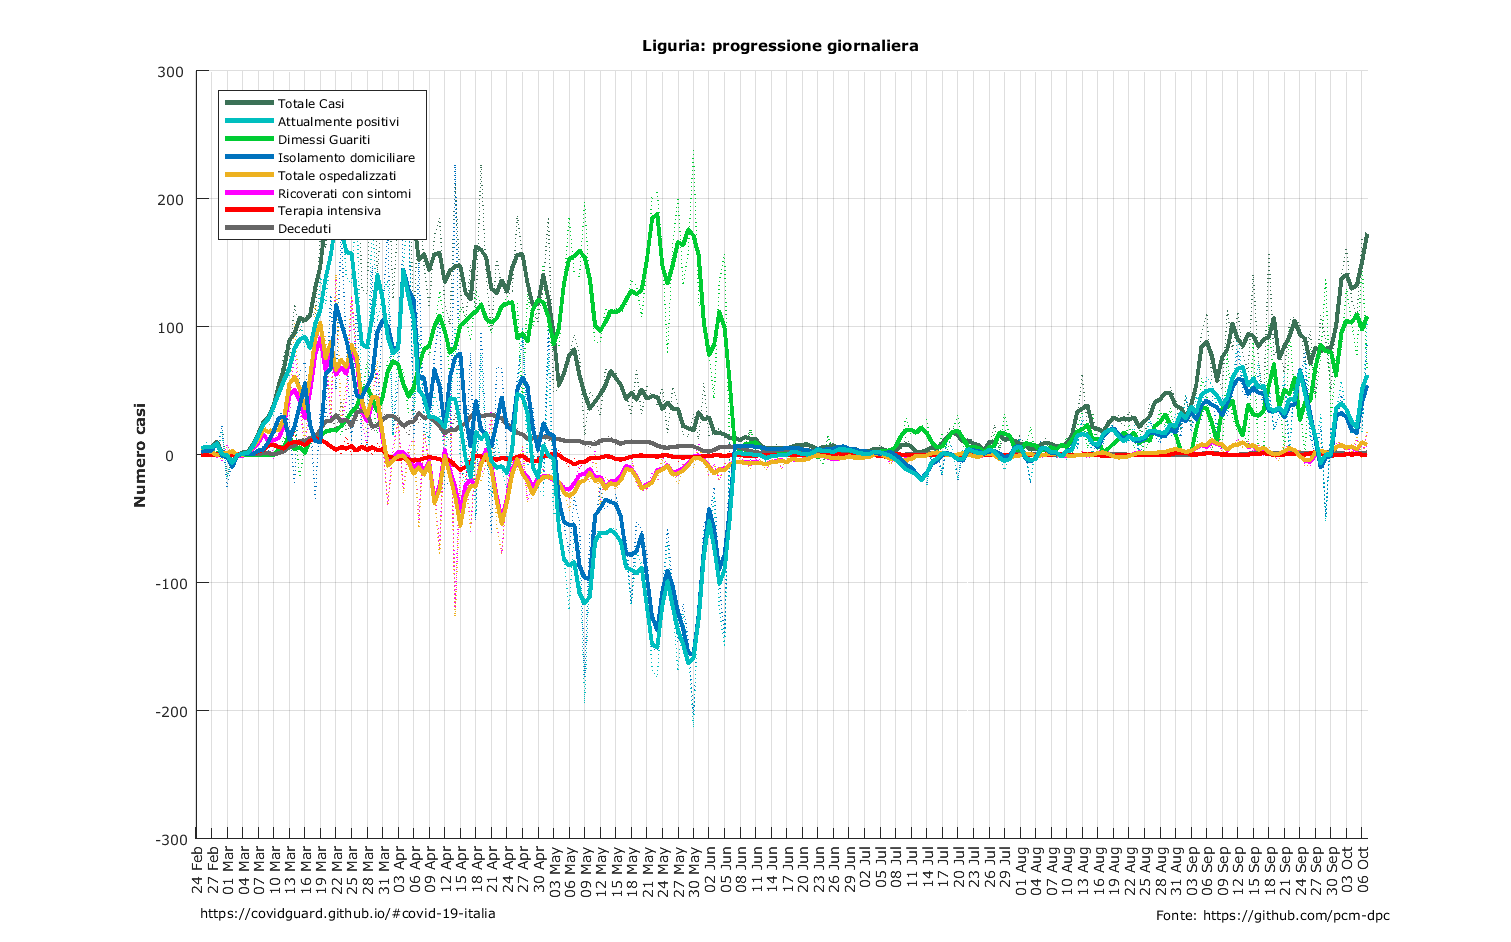 Liguria: progressione giornaliera
Numero casi
300
200
100
0
-100
-200
-300
Totale Casi
Attualmente positivi
Dimessi Guariti
Isolamento domiciliare
Totale ospedalizzati
Ricoverati con sintomi
Terapia intensiva
Deceduti
24 Feb
27 Feb
01 Mar
04 Mar
07 Mar
10 Mar
13 Mar
16 Mar
19 Mar
22 Mar
25 Mar
28 Mar
31 Mar
03 Apr
06 Apr
09 Apr
12 Apr
15 Apr
18 Apr
21 Apr
24 Apr
27 Apr
30 Apr
03 May
06 May
09 May
12 May
15 May
18 May
21 May
24 May
27 May
30 May
02 Jun
05 Jun
08 Jun
11 Jun
14 Jun
17 Jun
20 Jun
23 Jun
26 Jun
29 Jun
02 Jul
05 Jul
08 Jul
11 Jul
14 Jul
17 Jul
20 Jul
23 Jul
26 Jul
29 Jul
01 Aug
04 Aug
07 Aug
10 Aug
13 Aug
16 Aug
19 Aug
22 Aug
25 Aug
28 Aug
31 Aug
03 Sep
06 Sep
09 Sep
12 Sep
15 Sep
18 Sep
21 Sep
24 Sep
27 Sep
30 Sep
03 Oct
06 Oct
https://covidguard.github.io/#covid-19-italia
Fonte: https://github.com/pcm-dpc